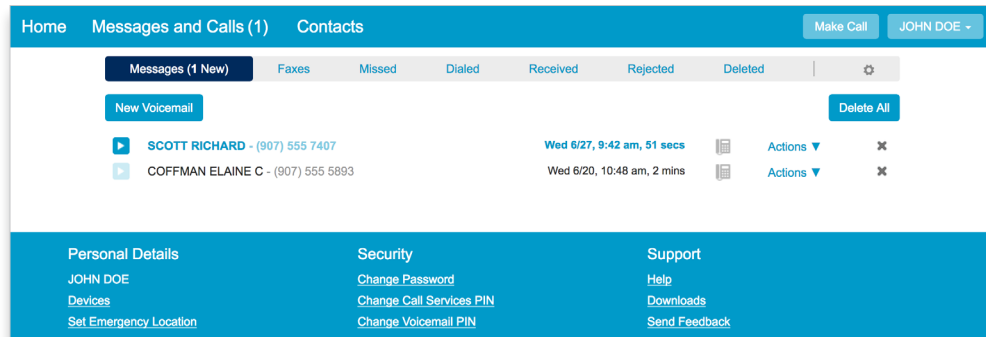 Home Messages and Calls (1) Contacts Make Call JOHN DOE
Messages (1 New) Faxes Missed Dialed Received Rejected Deleted
New Voicemail Delete All
SCOTT RICHARD - (907) 555 7407 Wed 6/27, 9:42 am, 51 secs Actions ▼
COFFMAN ELAINE C - (907) 555 5893 Wed 6/20, 10:48 am, 2 mins Actions ▼
Personal Details Security Support
JOHN DOE Change Password Help
Devices Change Call Services PIN Downloads
Set Emergency Location Change Voicemail PIN Send Feedback